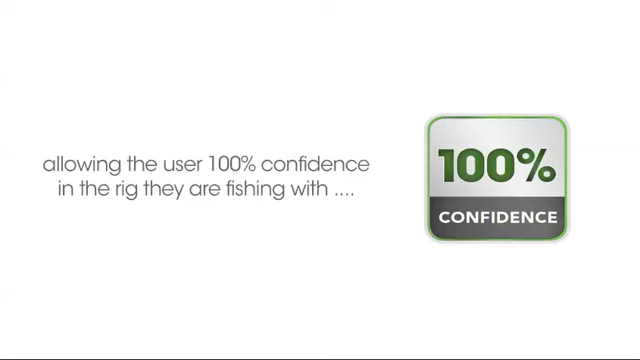 allowing the user 100% confidence
in the rig they are fishing with ....
100%
CONFIDENCE